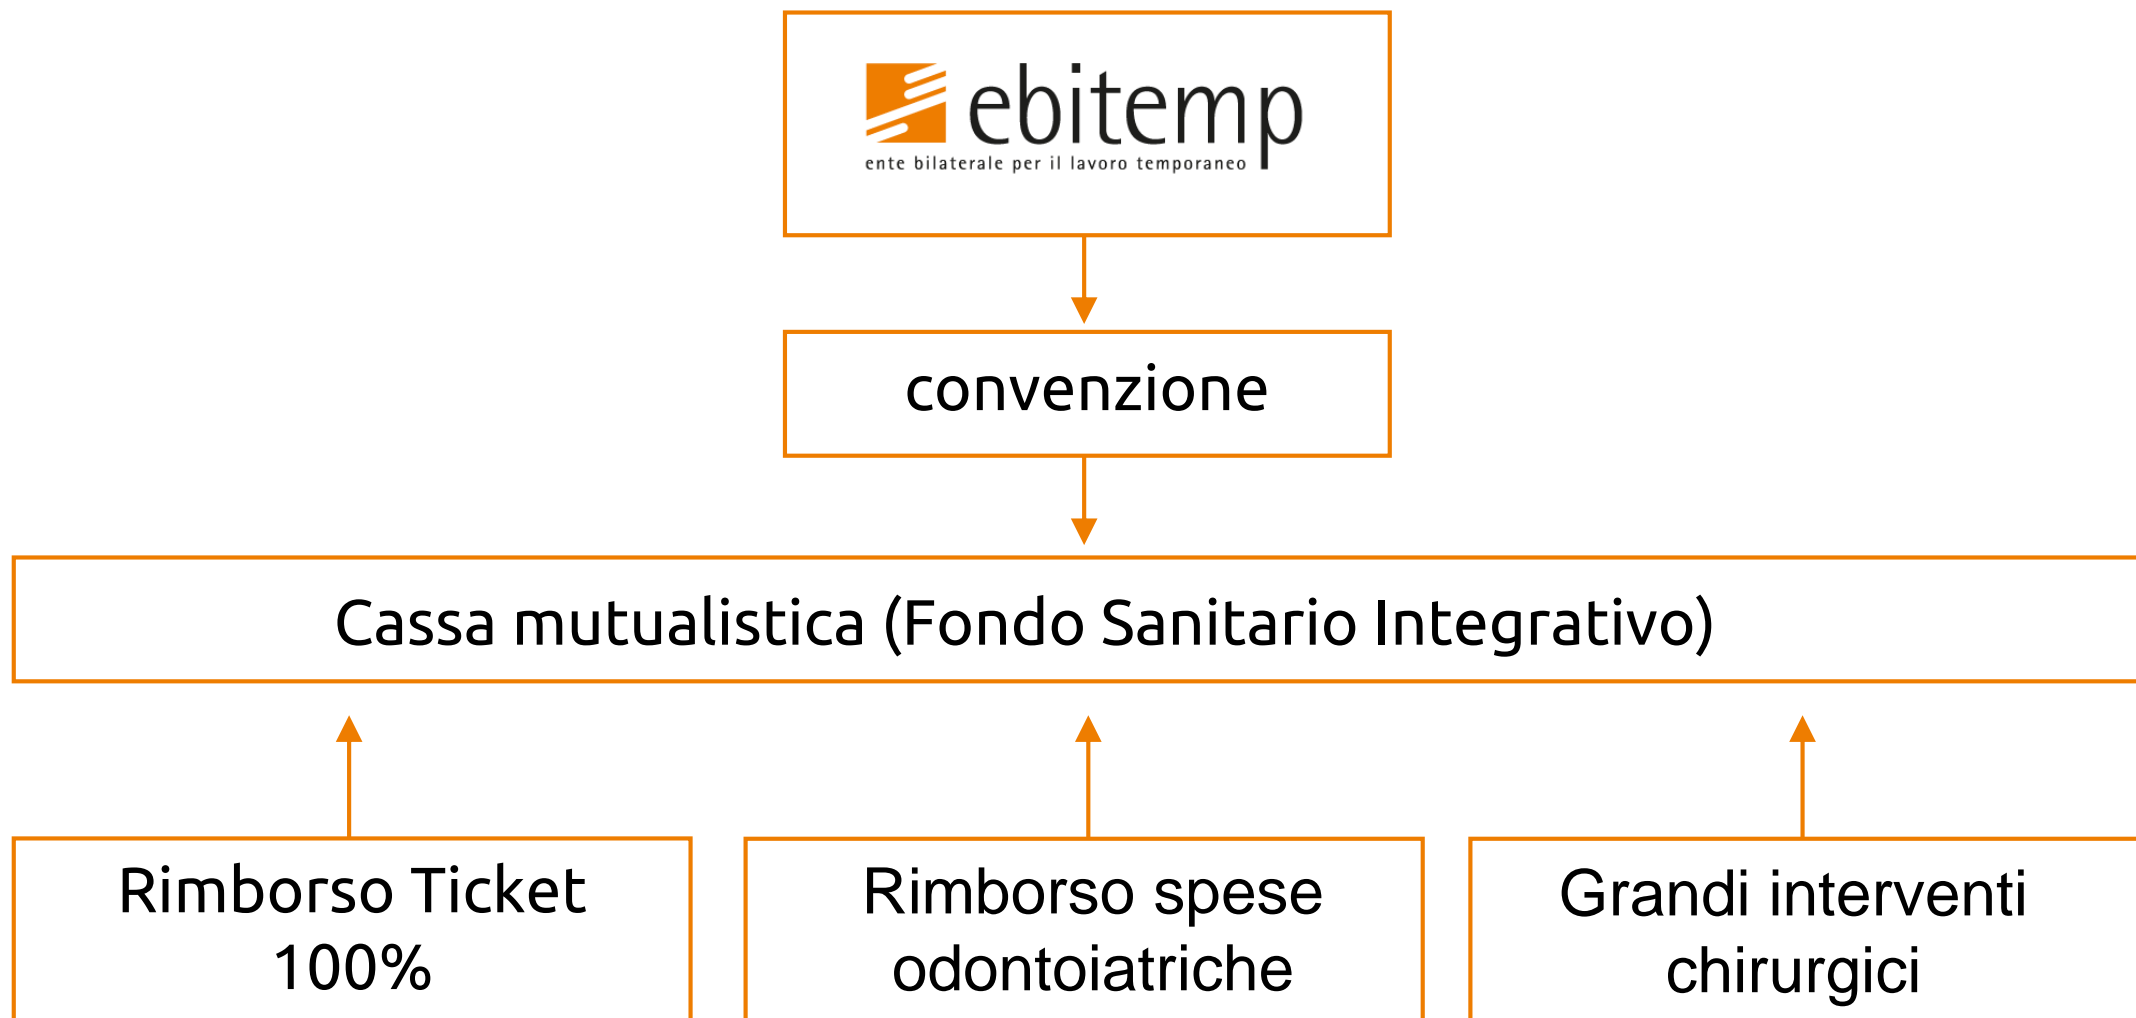 ebitemp
ente bilaterale per il lavoro temporaneo
convenzione
Cassa mutualistica (Fondo Sanitario Integrativo)
Rimborso Ticket
100%
Rimborso spese
odontoiatriche
Grandi interventi
chirurgici